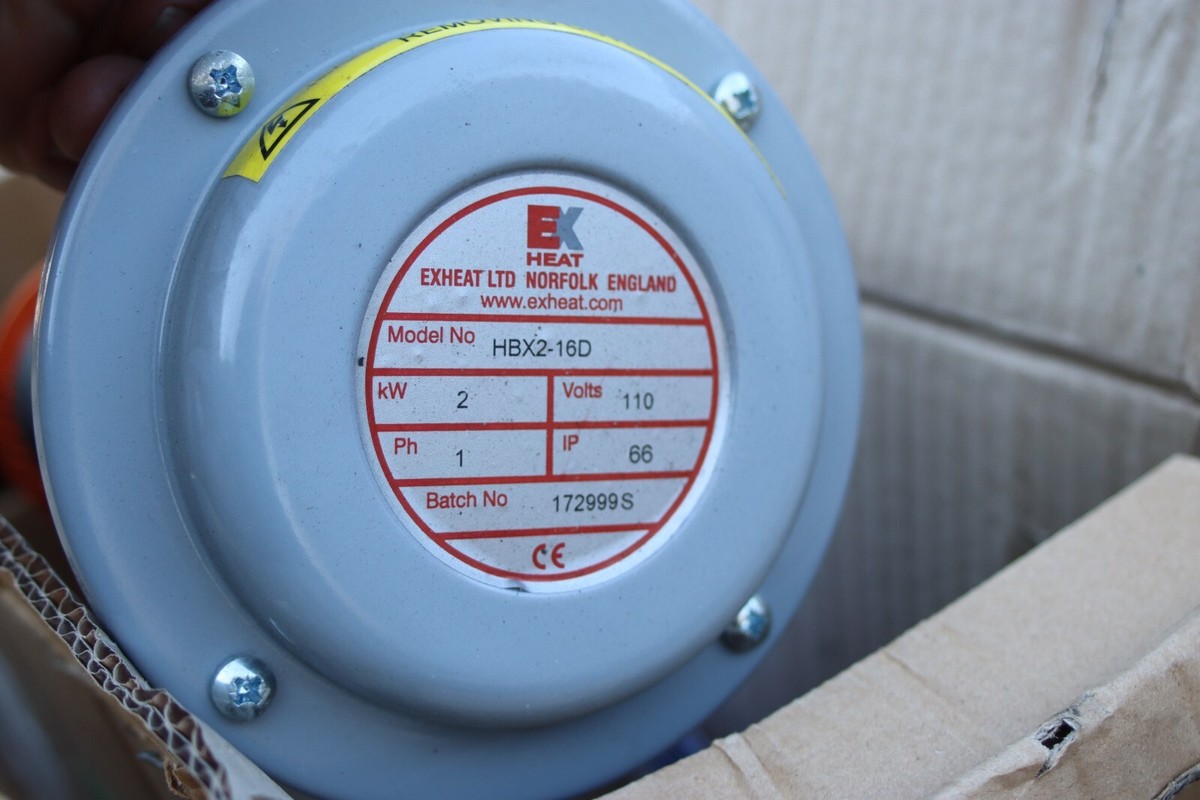 REMOVING
EX
HEAT
EXHEAT LTD NORFOLK ENGLAND
www.exheat.com
Model No HBX2-16D
kW 2 Volts 110
Ph 1 IP 66
Batch No 172999S
CE